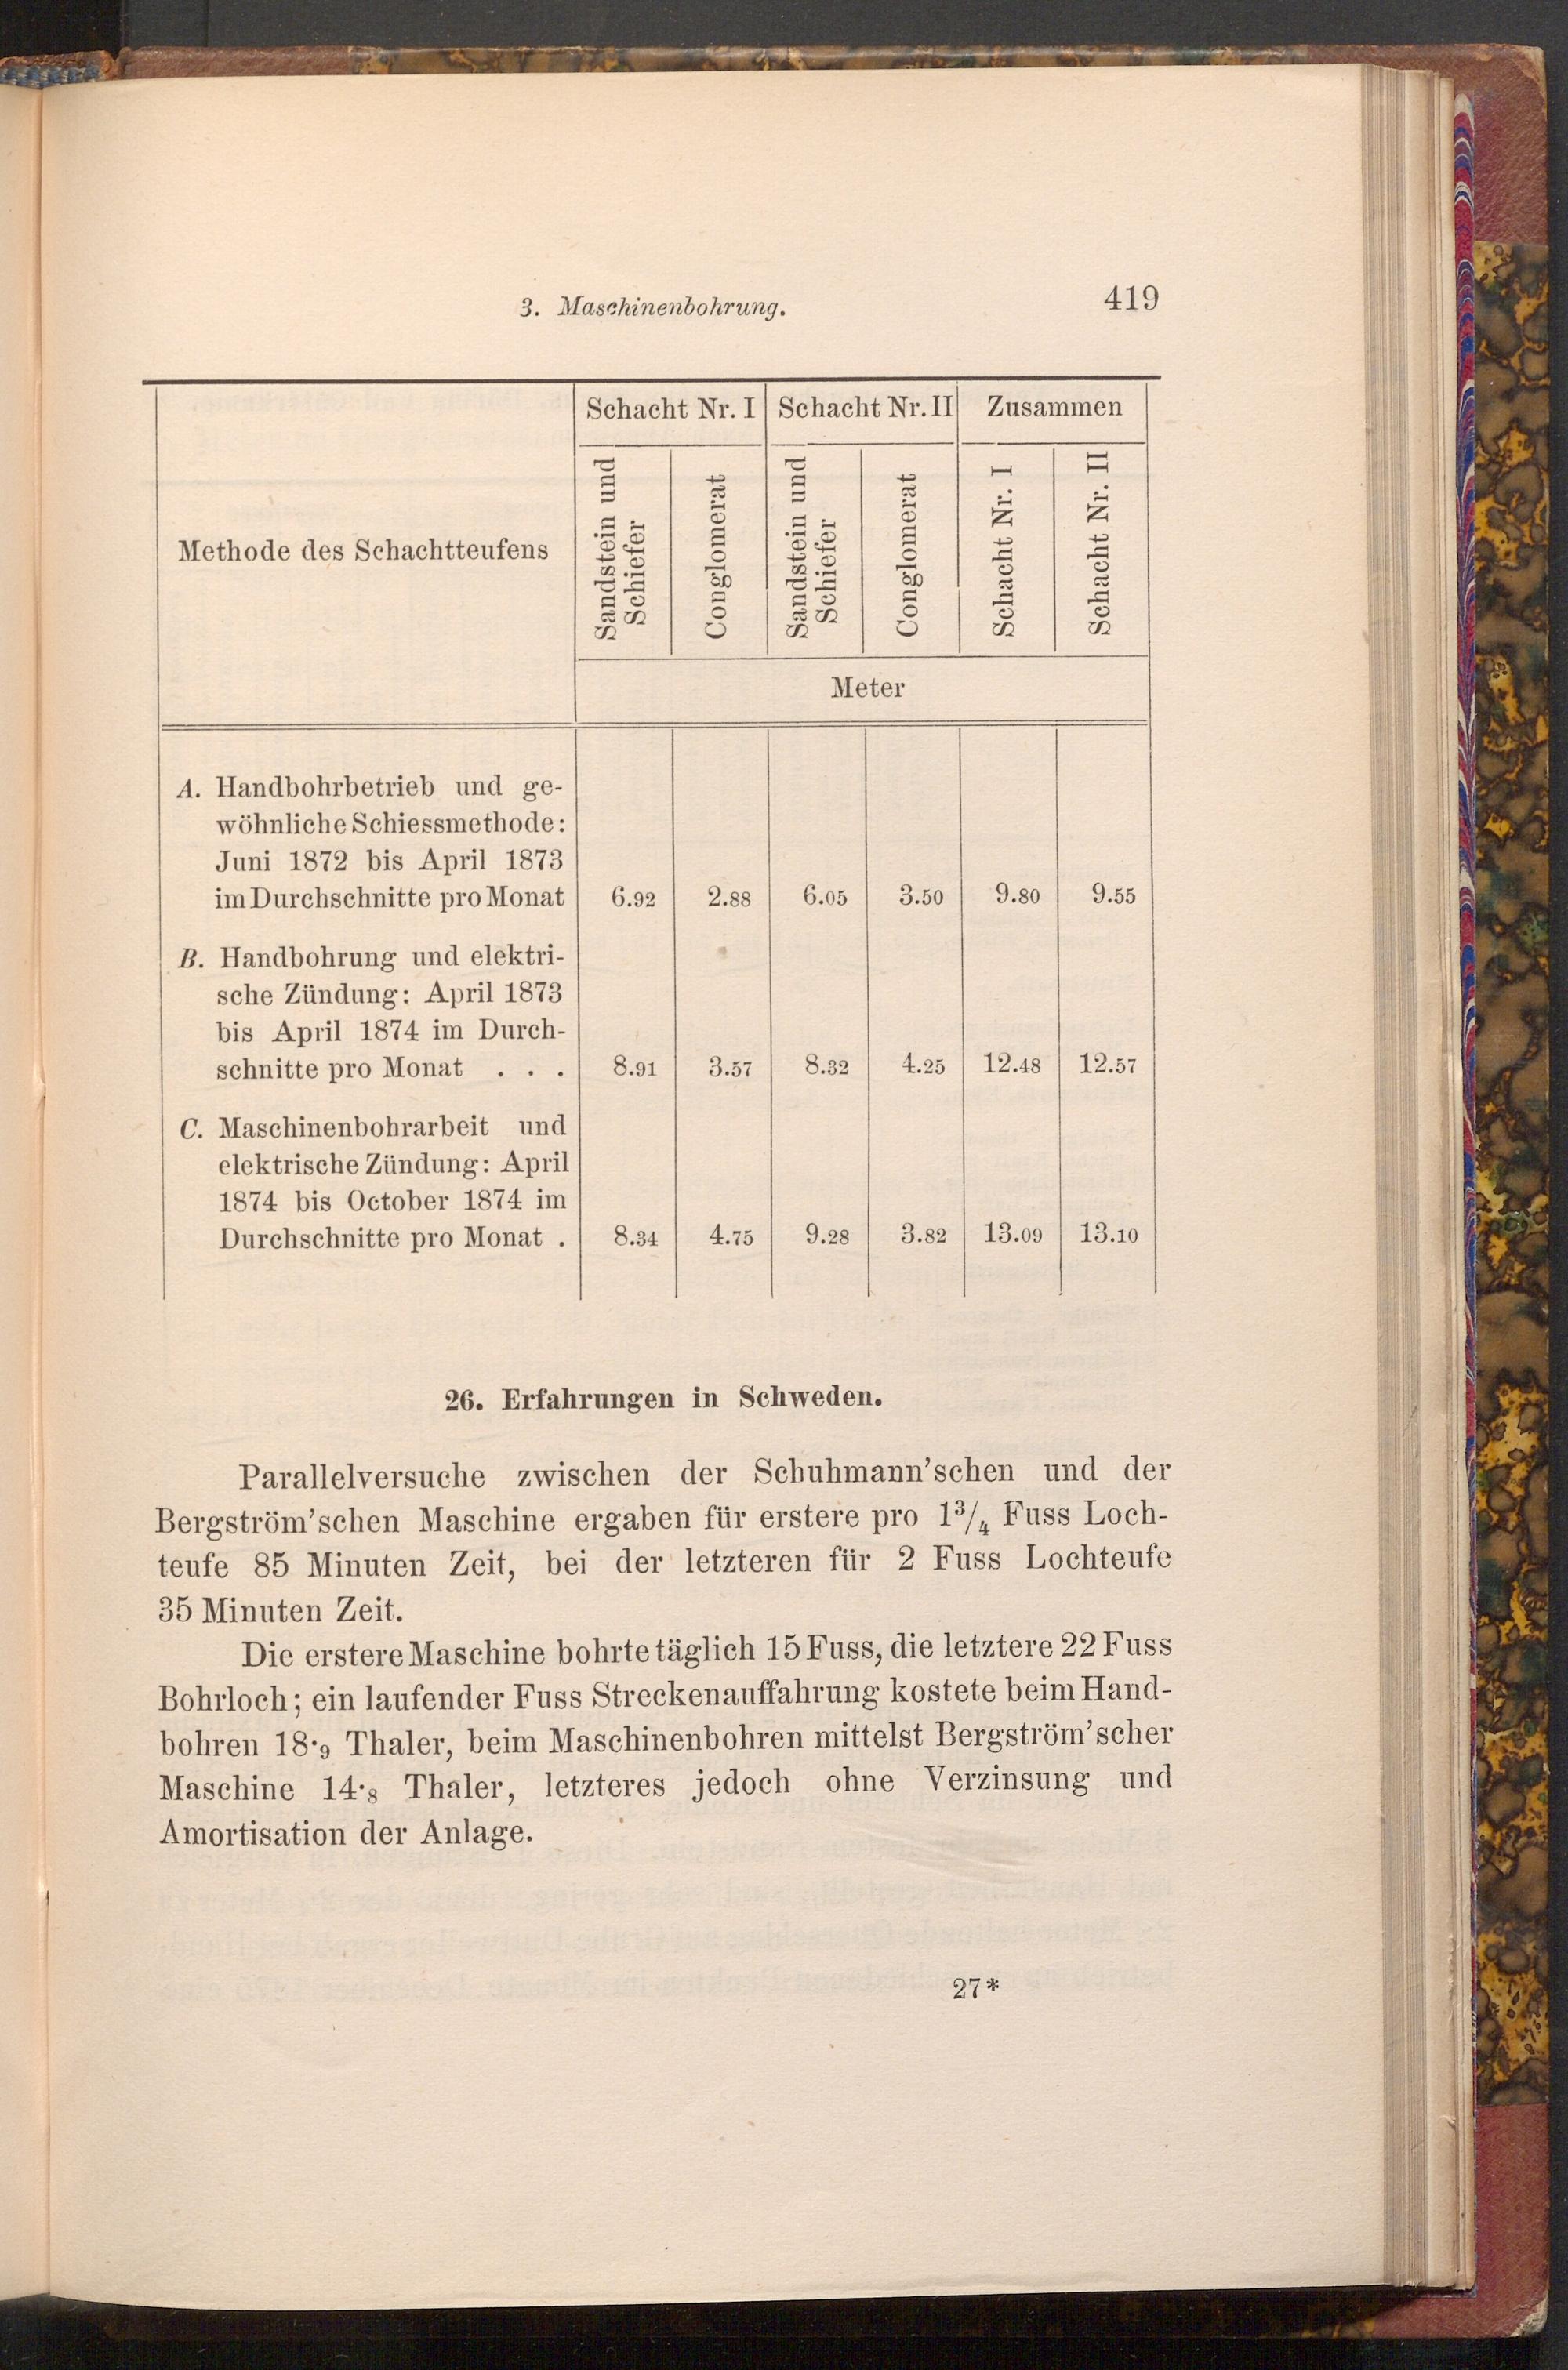 3. Maschinenbohrung.
419
Schacht Nr. I Schacht Nr. II Zusammen
Methode des Schachtteufens
Sandstein und
Schiefer
Conglomerat
Sandstein und
Schiefer
Conglomerat
Schacht Nr. I
Schacht Nr. II
Meter
A. Handbohrbetrieb und ge-
wöhnliche Schiessmethode:
Juni 1872 bis April 1873
im Durchschnitte pro Monat 6.92 2.88 6.05 3.50 9.80 9.55
B. Handbohrung und elektri-
sche Zündung: April 1873
bis April 1874 im Durch-
schnitte pro Monat . . . 8.91 3.57 8.32 4.25 12.48 12.57
C. Maschinenbohrarbeit und
elektrische Zündung: April
1874 bis October 1874 im
Durchschnitte pro Monat . 8.34 4.75 9.28 3.82 13.09 13.10
26. Erfahrungen in Schweden.
Parallelversuche zwischen der Schuhmann'schen und der
Bergström'schen Maschine ergaben für erstere pro 1³/₄ Fuss Loch-
teufe 85 Minuten Zeit, bei der letzteren für 2 Fuss Lochteufe
35 Minuten Zeit.
Die erstere Maschine bohrte täglich 15 Fuss, die letztere 22 Fuss
Bohrloch; ein laufender Fuss Streckenauffahrung kostete beim Hand-
bohren 18·₉ Thaler, beim Maschinenbohren mittelst Bergström'scher
Maschine 14·₈ Thaler, letzteres jedoch ohne Verzinsung und
Amortisation der Anlage.
27*